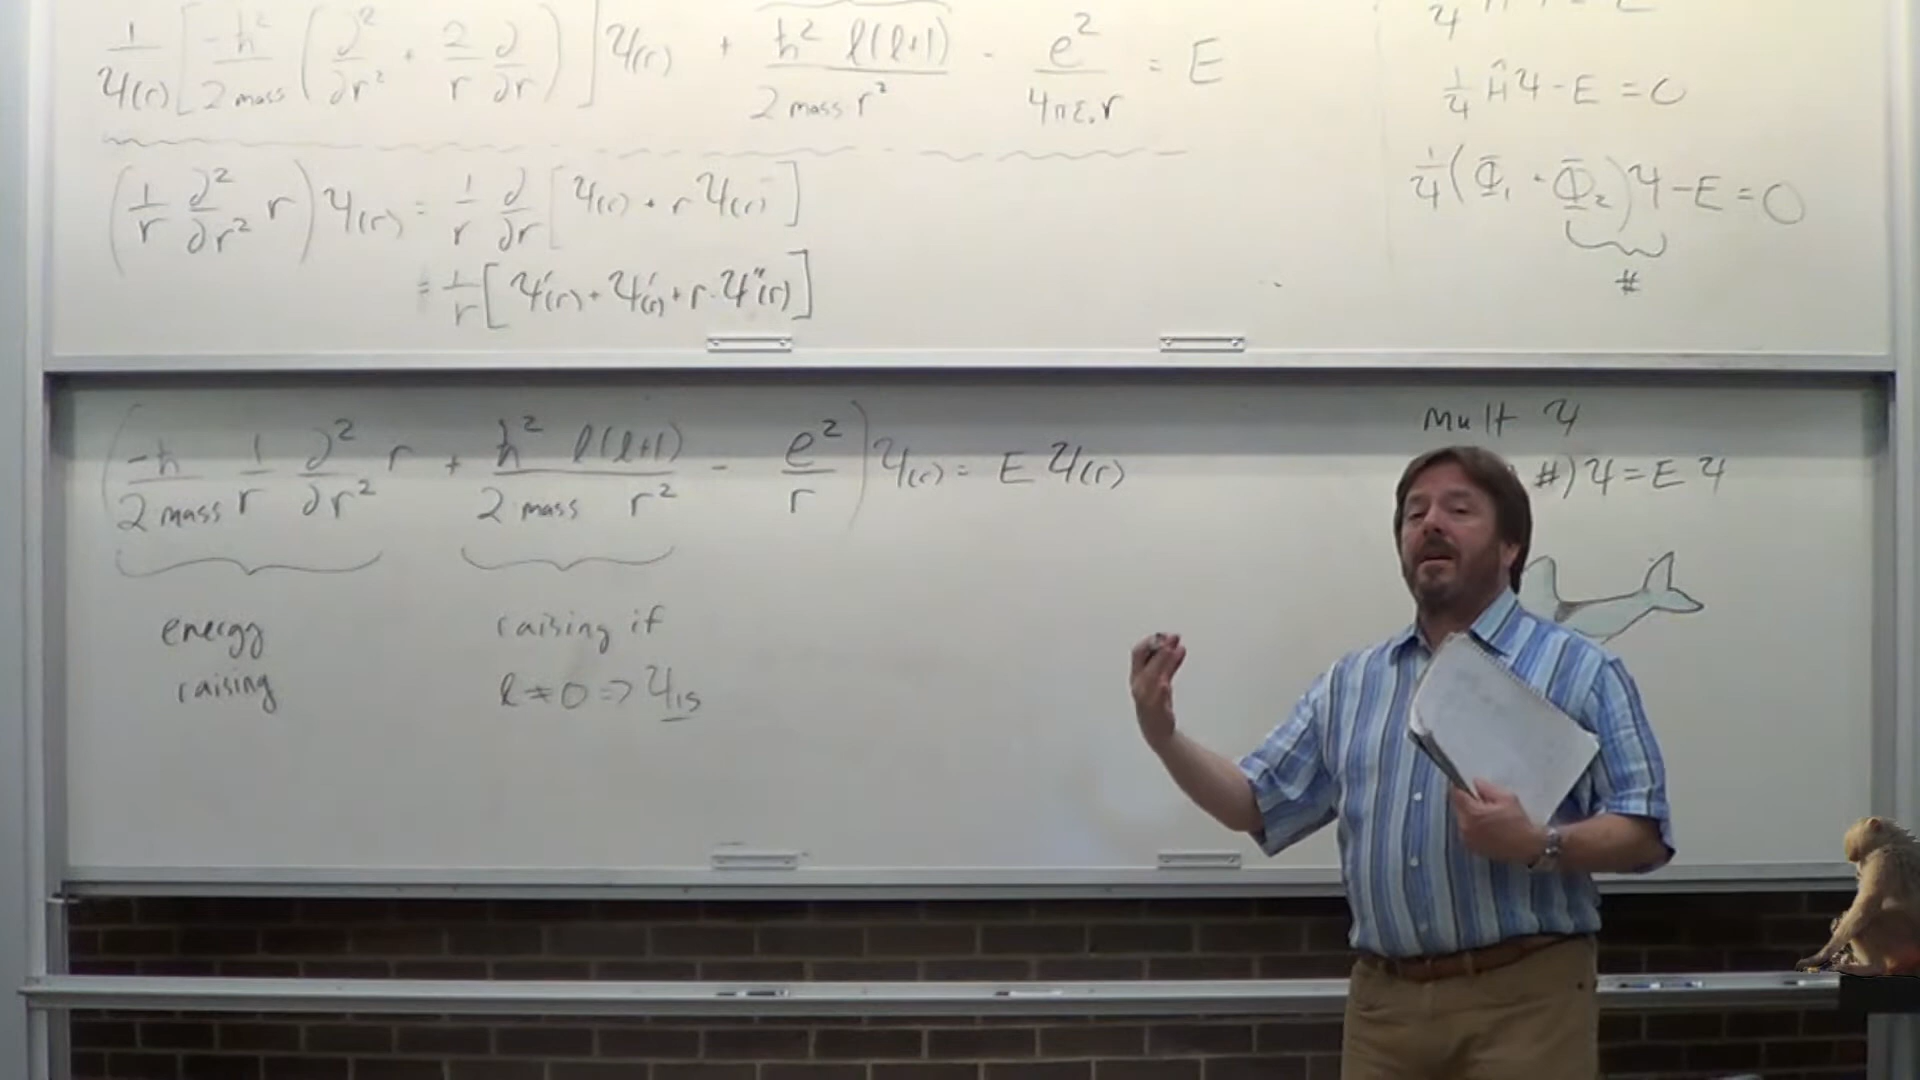 1/Ψ(r) [ -ħ²/2 mass ( ∂²/∂r² + 2/r ∂/∂r ) ] Ψ(r) + ħ² l(l+1)/2 mass·r² - e²/4πε₀r = E
( 1/r ∂²/∂r² r ) Ψ(r) = 1/r ∂/∂r [ Ψ(r) + r Ψ(r)' ]
= 1/r [ Ψ'(r) + Ψ'(r) + r·Ψ''(r) ]
1/Ψ ĤΨ - E = 0
1/Ψ ( Φ̄₁ + Φ̄₂ ) Ψ - E = 0
#
( -ħ/2 mass 1/r ∂²/∂r² r + ħ²/2 mass l(l+1)/r² - e²/r ) Ψ(r) = E Ψ(r)
energy
raising
raising if
l ≠ 0 => Ψ1s
mult Ψ
#) Ψ = E Ψ